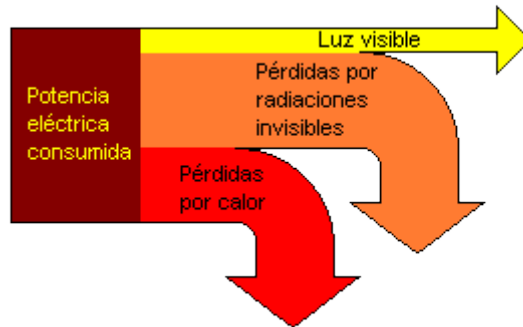 Luz visible
Potencia
eléctrica
consumida
Pérdidas por
radiaciones
invisibles
Pérdidas
por calor